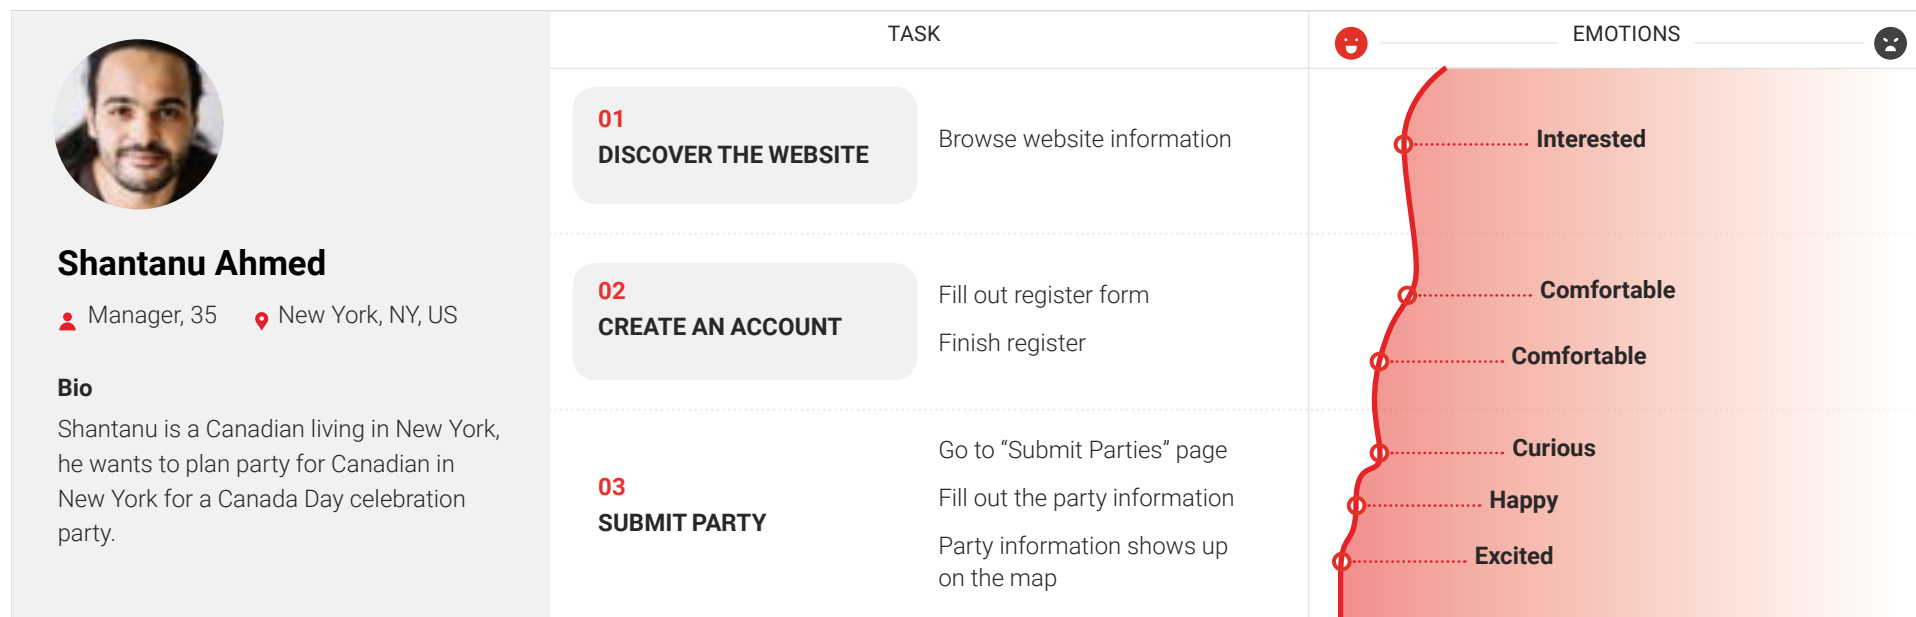 Shantanu Ahmed
Manager, 35
New York, NY, US
Bio
Shantanu is a Canadian living in New York,
he wants to plan party for Canadian in
New York for a Canada Day celebration
party.
TASK
01
DISCOVER THE WEBSITE
Browse website information
02
CREATE AN ACCOUNT
Fill out register form
Finish register
03
SUBMIT PARTY
Go to “Submit Parties” page
Fill out the party information
Party information shows up
on the map
EMOTIONS
Interested
Comfortable
Comfortable
Curious
Happy
Excited